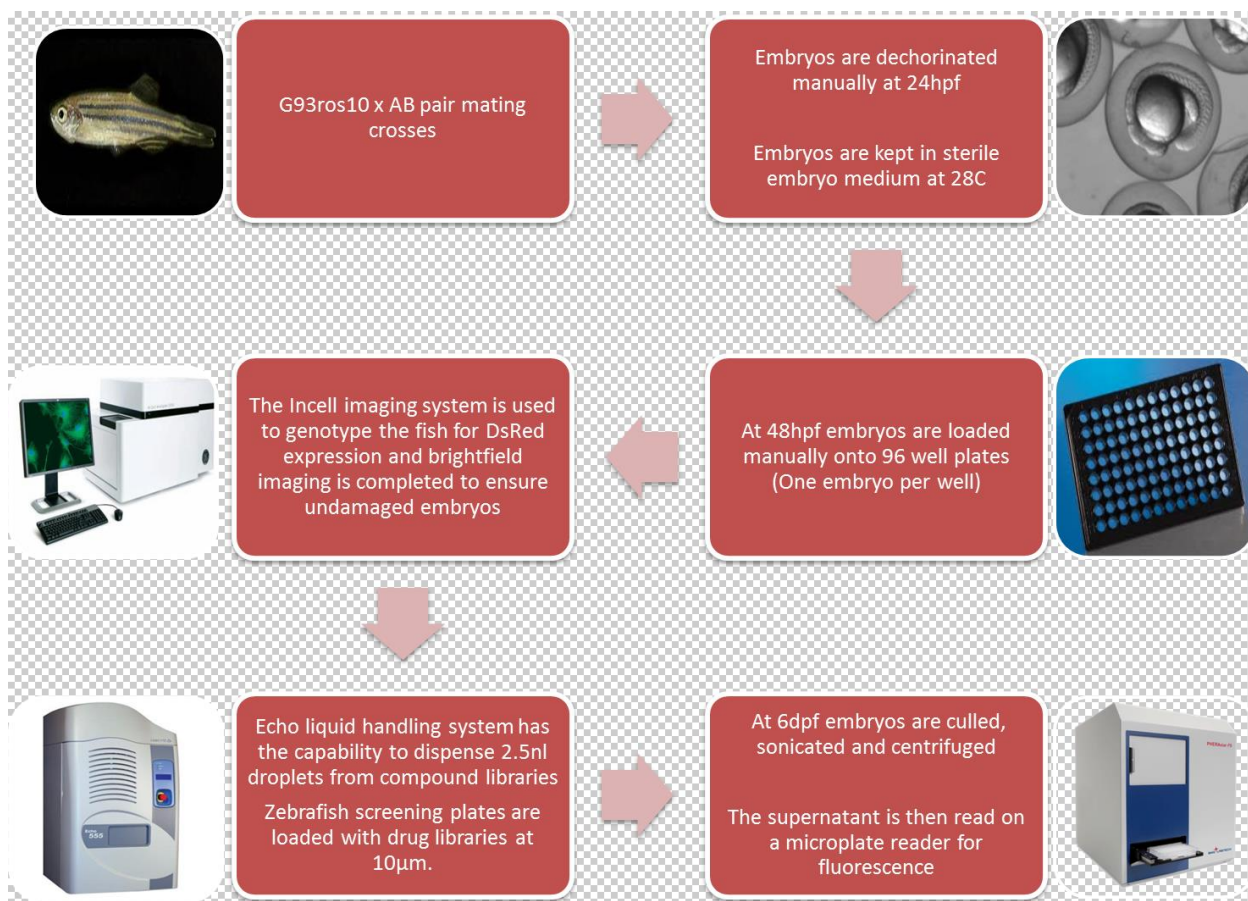 G93ros10 x AB pair mating
crosses
Embryos are dechorinated
manually at 24hpf
Embryos are kept in sterile
embryo medium at 28C
At 48hpf embryos are loaded
manually onto 96 well plates
(One embryo per well)
The Incell imaging system is used
to genotype the fish for DsRed
expression and brightfield
imaging is completed to ensure
undamaged embryos
Echo liquid handling system has
the capability to dispense 2.5nl
droplets from compound libraries
Zebrafish screening plates are
loaded with drug libraries at
10µm.
Echo
555
At 6dpf embryos are culled,
sonicated and centrifuged
The supernatant is then read on
a microplate reader for
fluorescence